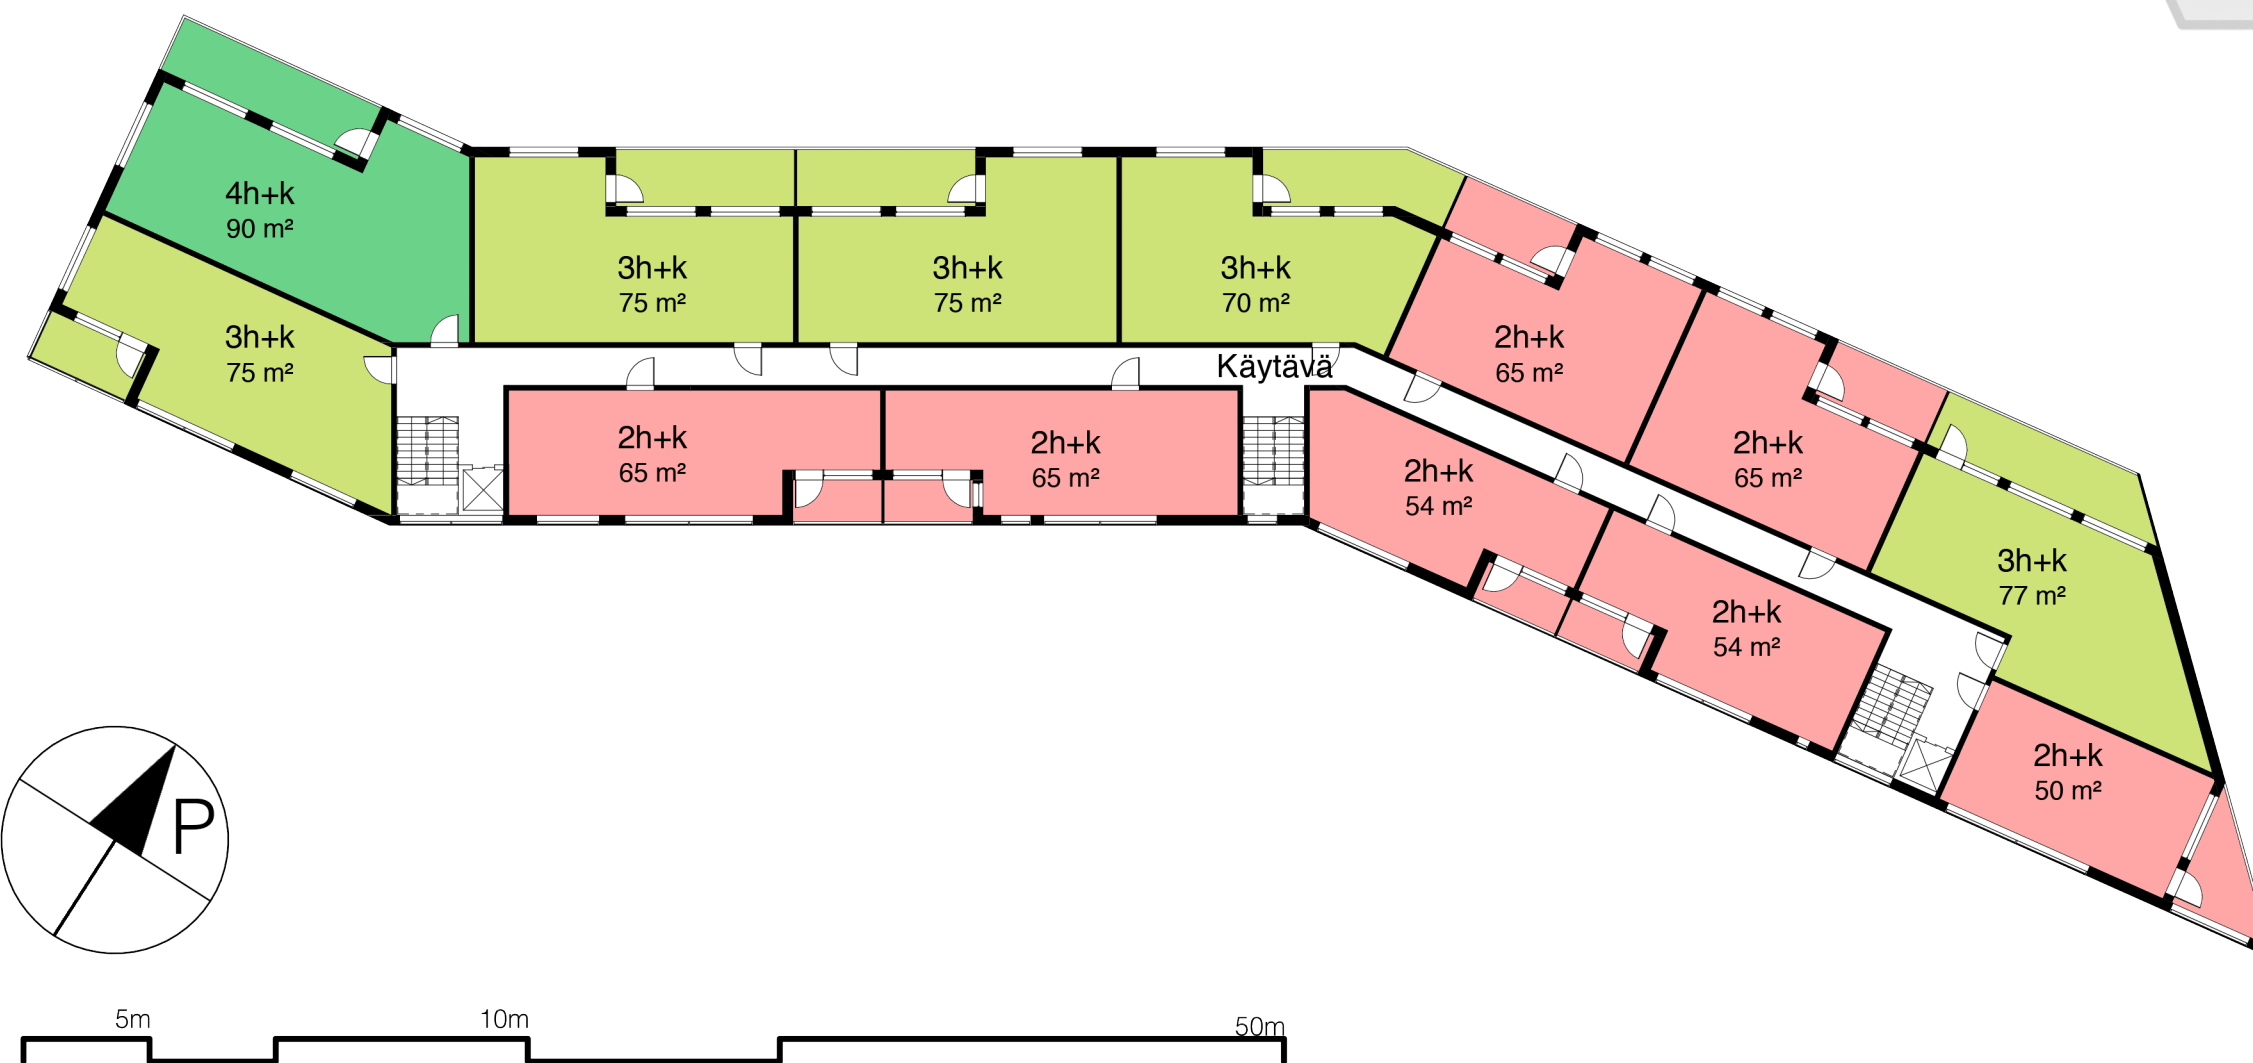 4h+k
90 m²
3h+k
75 m²
3h+k
75 m²
3h+k
75 m²
3h+k
70 m²
2h+k
65 m²
2h+k
65 m²
3h+k
77 m²
Käytävä
2h+k
65 m²
2h+k
65 m²
2h+k
54 m²
2h+k
54 m²
2h+k
50 m²
P
5m
10m
50m